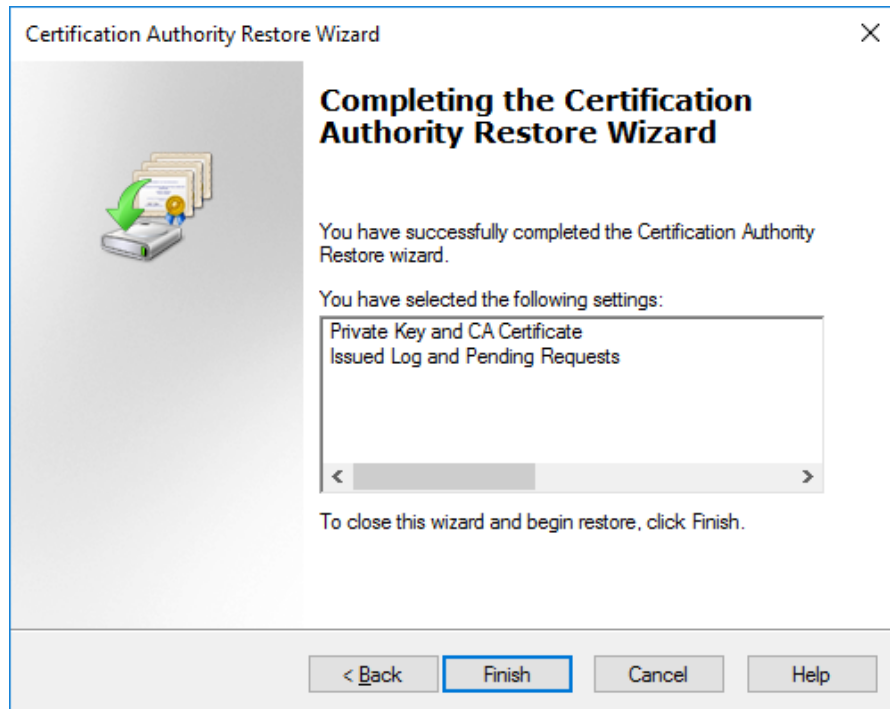 Certification Authority Restore Wizard
Completing the Certification
Authority Restore Wizard
You have successfully completed the Certification Authority
Restore wizard.
You have selected the following settings:
Private Key and CA Certificate
Issued Log and Pending Requests
To close this wizard and begin restore, click Finish.
< Back
Finish
Cancel
Help